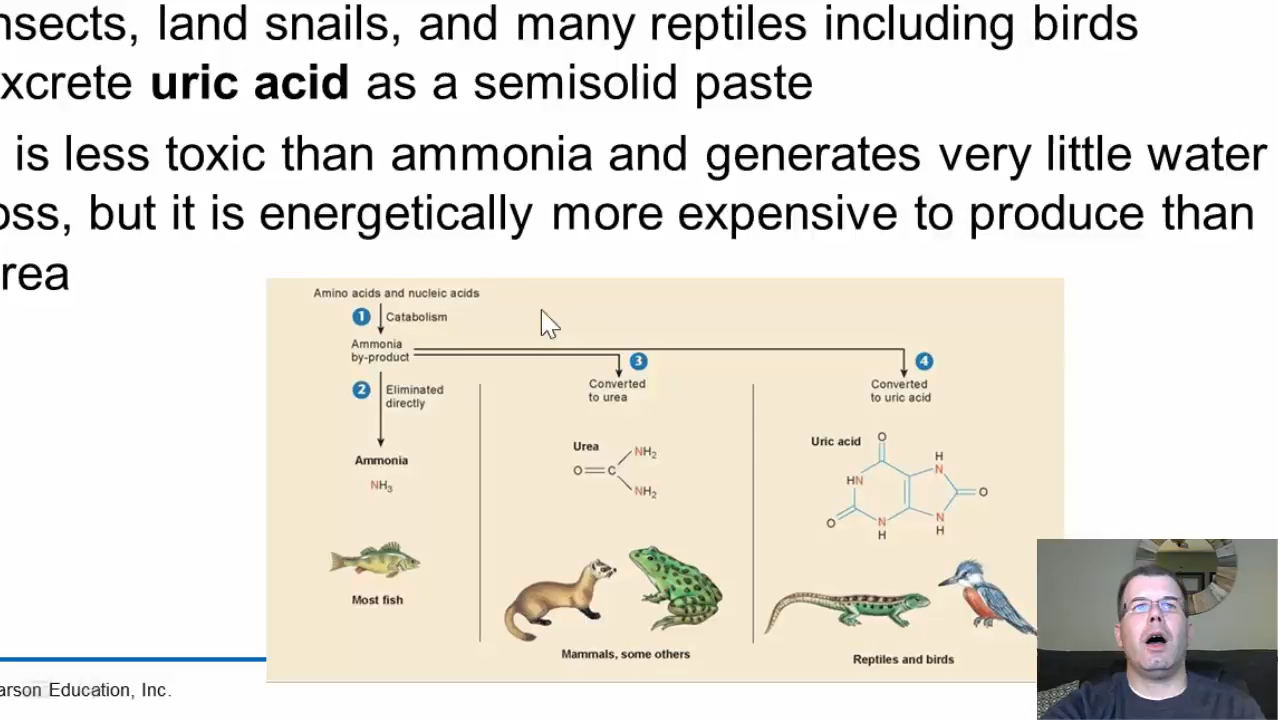 nsects, land snails, and many reptiles including birds
xcrete uric acid as a semisolid paste
is less toxic than ammonia and generates very little water
oss, but it is energetically more expensive to produce than
rea
Amino acids and nucleic acids
1 Catabolism
Ammonia
by-product
2 Eliminated
directly
Ammonia
NH3
Most fish
3
Converted
to urea
Urea
NH2
O=C
NH2
Mammals, some others
4
Converted
to uric acid
Uric acid
O
H
HN
N
O
O
N
N
H
H
Reptiles and birds
arson Education, Inc.